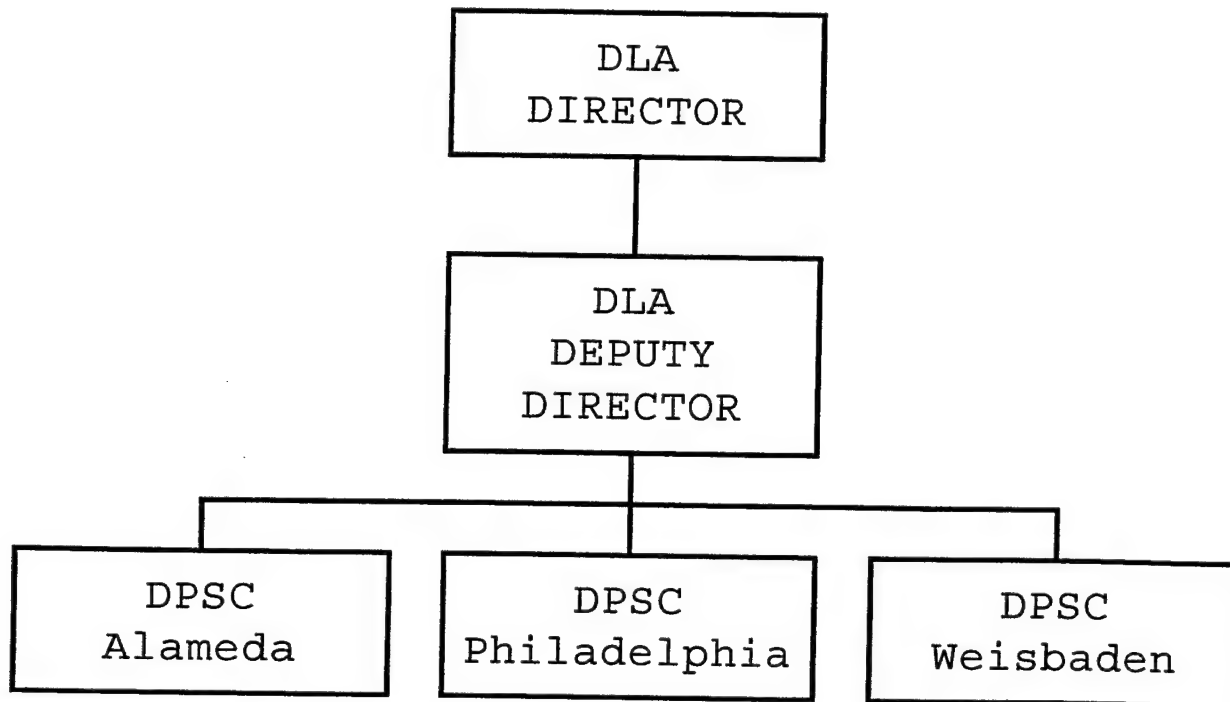 DLA
DIRECTOR
DLA
DEPUTY
DIRECTOR
DPSC
Alameda
DPSC
Philadelphia
DPSC
Weisbaden